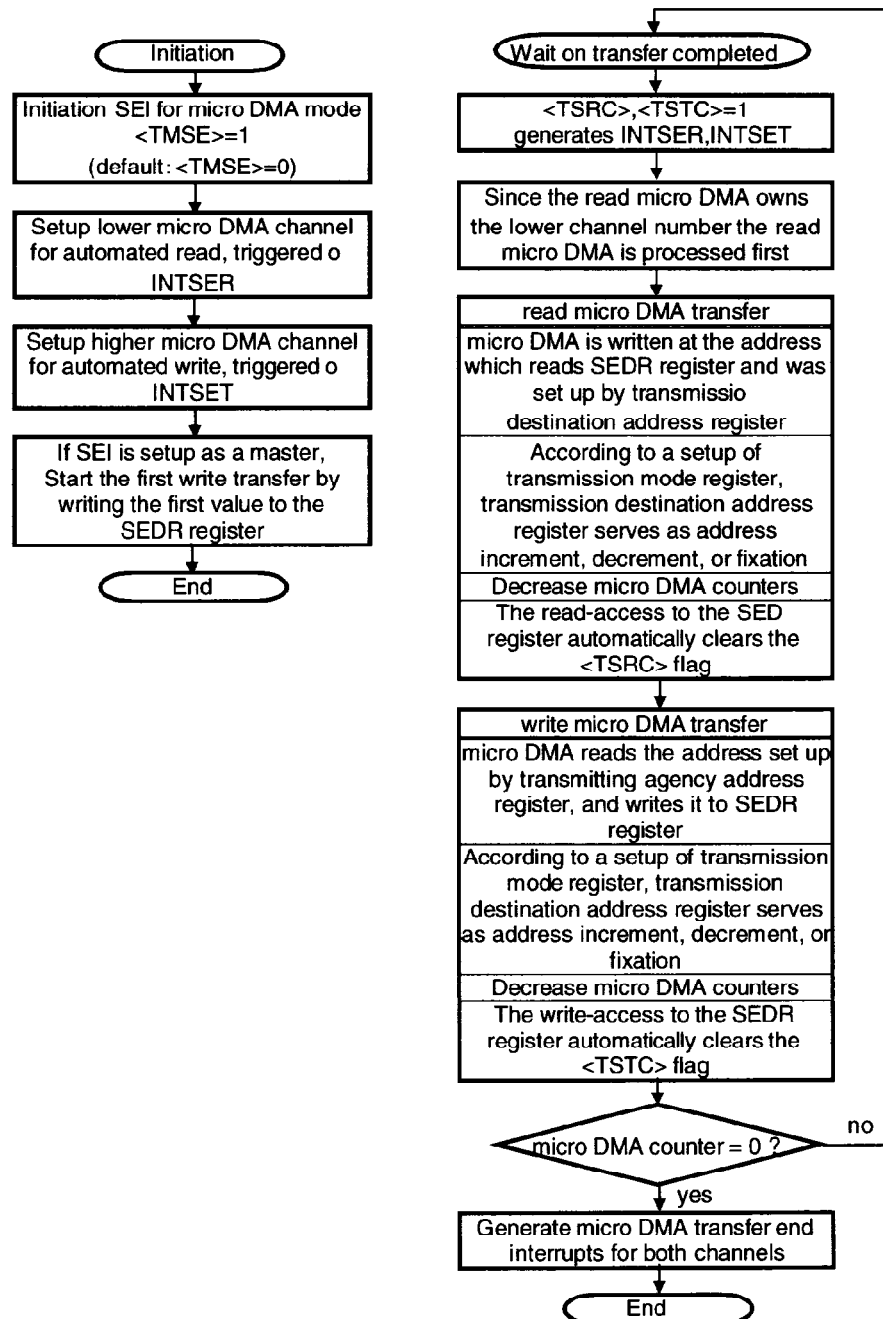 Initiation
Initiation SEI for micro DMA mode
<TMSE>=1
(default: <TMSE>=0)
Setup lower micro DMA channel
for automated read, triggered o
INTSER
Setup higher micro DMA channel
for automated write, triggered o
INTSET
If SEI is setup as a master,
Start the first write transfer by
writing the first value to the
SEDR register
End
Wait on transfer completed
<TSRC>,<TSTC>=1
generates INTSER,INTSET
Since the read micro DMA owns
the lower channel number the read
micro DMA is processed first
read micro DMA transfer
micro DMA is written at the address
which reads SEDR register and was
set up by transmissio
destination address register
According to a setup of
transmission mode register,
transmission destination address
register serves as address
increment, decrement, or fixation
Decrease micro DMA counters
The read-access to the SED
register automatically clears the
<TSRC> flag
write micro DMA transfer
micro DMA reads the address set up
by transmitting agency address
register, and writes it to SEDR
register
According to a setup of transmission
mode register, transmission
destination address register serves
as address increment, decrement, or
fixation
Decrease micro DMA counters
The write-access to the SEDR
register automatically clears the
<TSTC> flag
micro DMA counter = 0 ?
no
yes
Generate micro DMA transfer end
interrupts for both channels
End